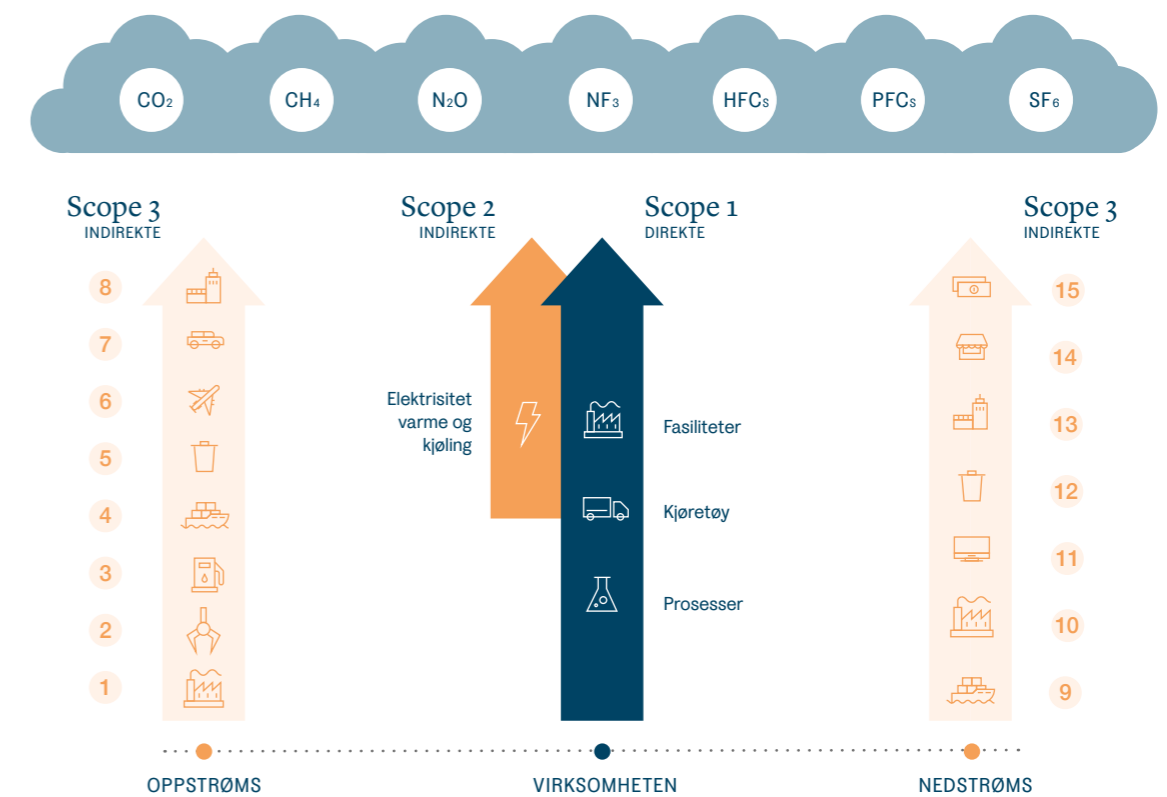 CO2
CH4
N2O
NF3
HFCs
PFCs
SF6
Scope 3
INDIREKTE
8
7
6
5
4
3
2
1
Scope 2
INDIREKTE
Elektrisitet
varme og
kjøling
Scope 1
DIREKTE
Fasiliteter
Kjøretøy
Prosesser
Scope 3
INDIREKTE
15
14
13
12
11
10
9
OPPSTRØMS
VIRKSOMHETEN
NEDSTRØMS